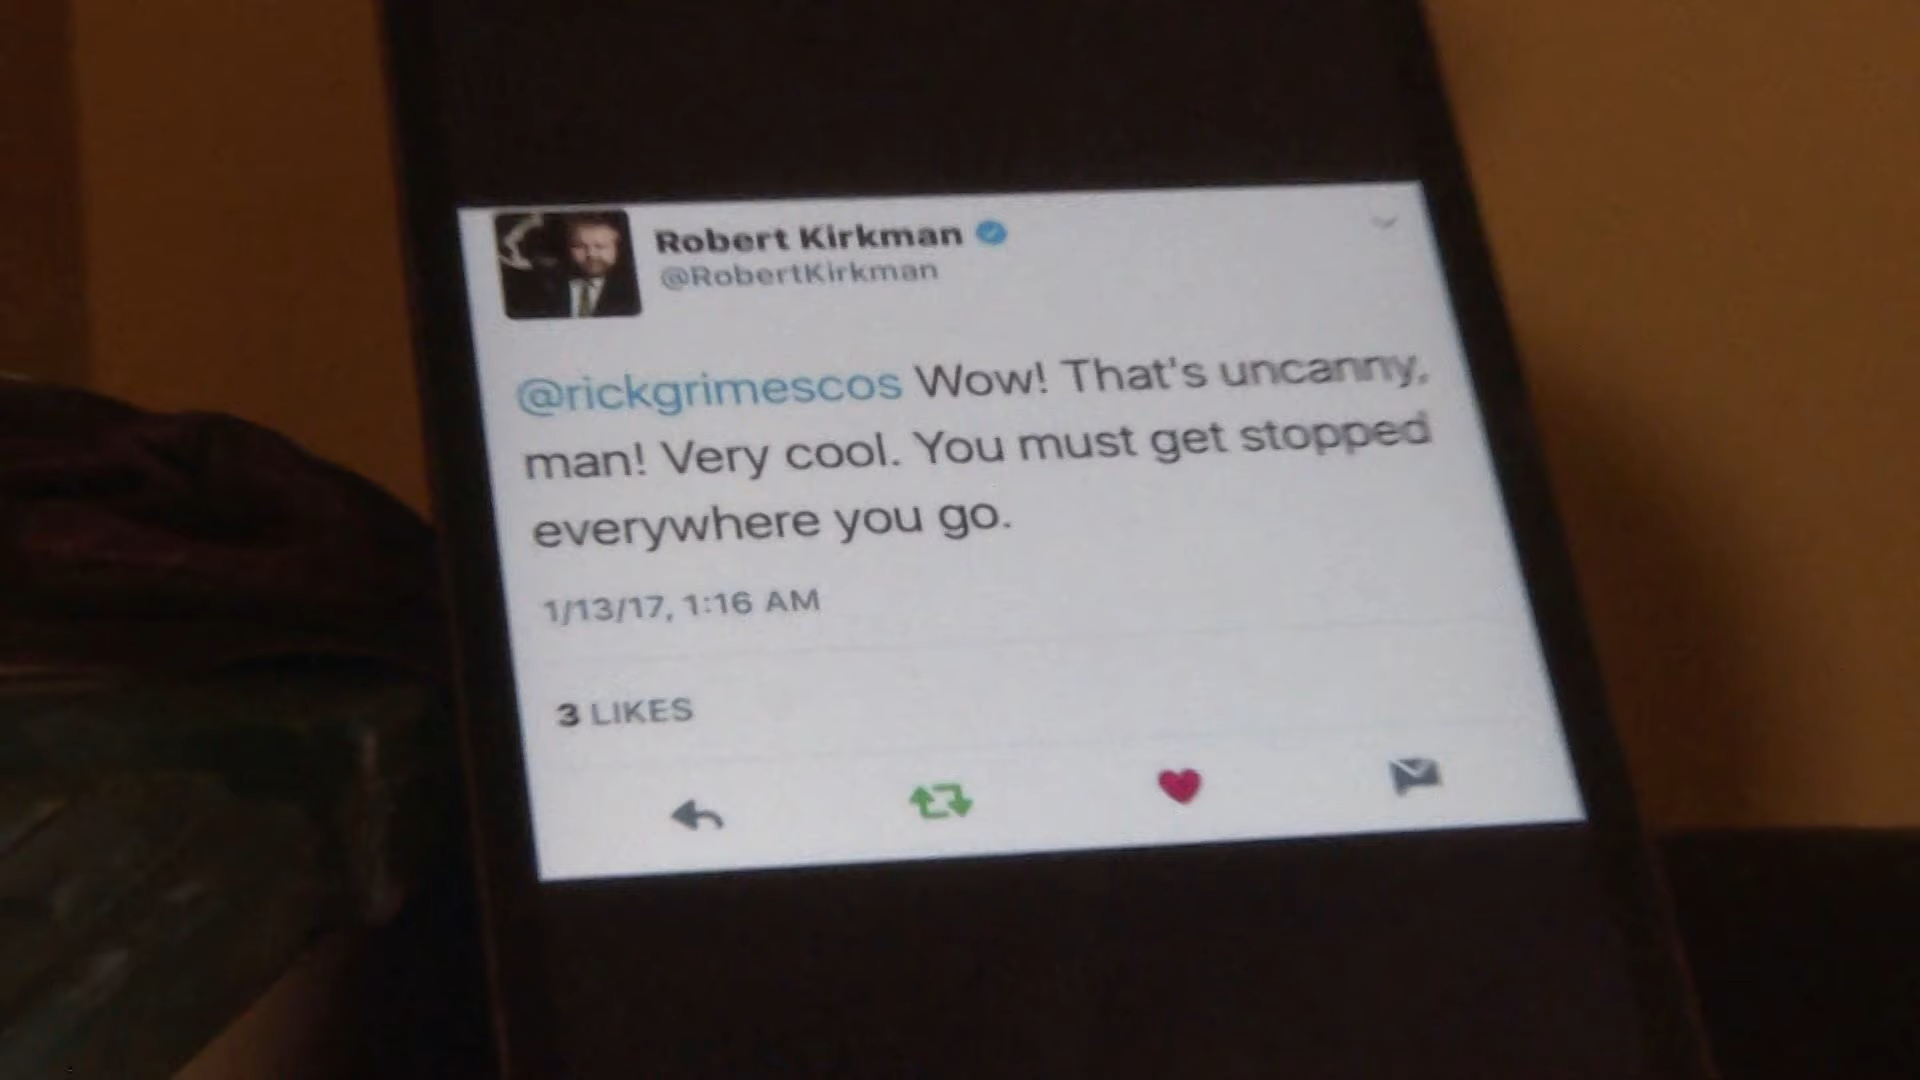 Robert Kirkman
@RobertKirkman
@rickgrimescos Wow! That's uncanny,
man! Very cool. You must get stopped
everywhere you go.
1/13/17, 1:16 AM
3 LIKES